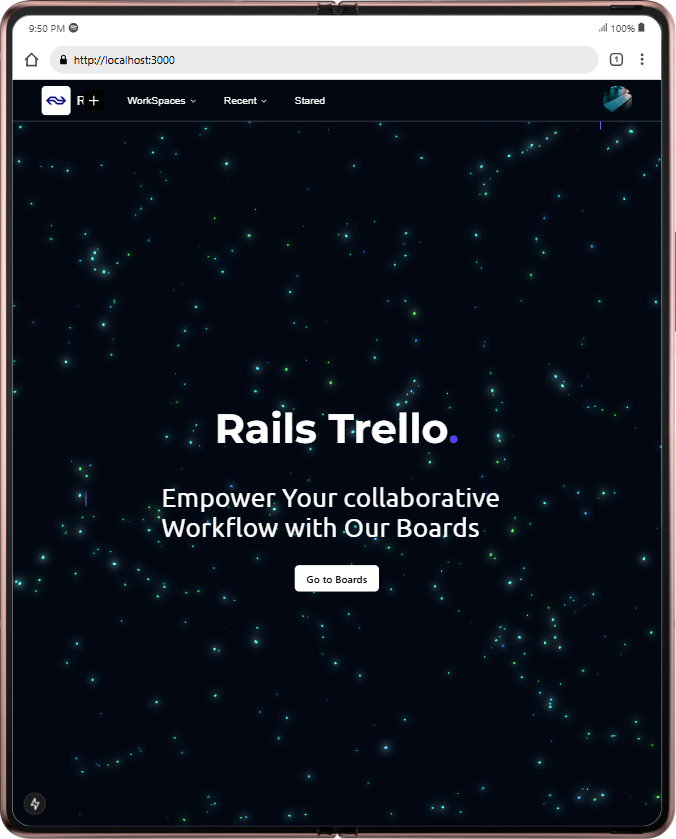 9:50 PM
100%
http://localhost:3000
1
R +
WorkSpaces
Recent
Stared
Rails Trello.
Empower Your collaborative
Workflow with Our Boards
Go to Boards